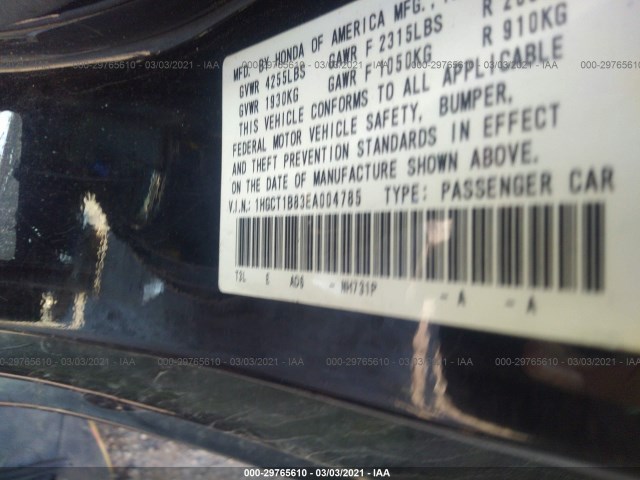 MFD. BY HONDA OF AMERICA MFG.,
GVWR 4255LBS GAWR F 2315LBS R
GVWR 1930KG GAWR F 1050KG R 910KG
THIS VEHICLE CONFORMS TO ALL APPLICABLE
FEDERAL MOTOR VEHICLE SAFETY, BUMPER,
AND THEFT PREVENTION STANDARDS IN EFFECT
ON THE DATE OF MANUFACTURE SHOWN ABOVE.
V.I.N.: 1HGCT1B83EA004785 TYPE: PASSENGER CAR
T3L E AOS - NH731P - A - A
000-29765610 - 03/03/2021 - IAA